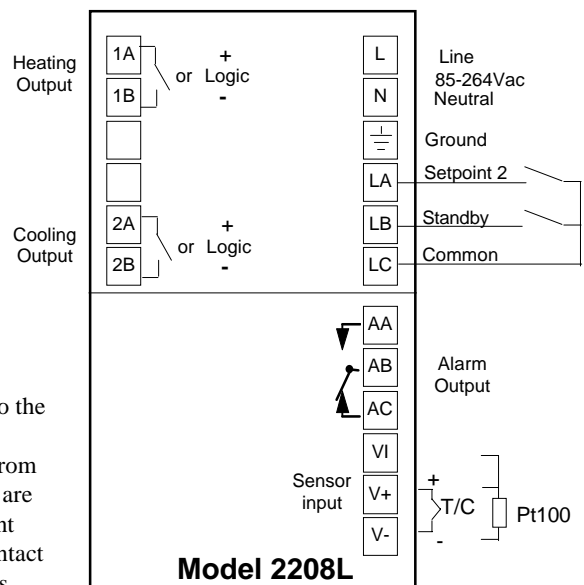 Heating
Output
1A
1B
or
+
Logic
-
L
N
Line
85-264Vac
Neutral
Ground
LA
Setpoint 2
LB
Standby
LC
Common
Cooling
Output
2A
2B
or
+
Logic
-
AA
AB
AC
Alarm
Output
VI
V+
V-
Sensor
input
+
T/C
-
Pt100
o the
rom
are
nt
ntact
Model 2208L